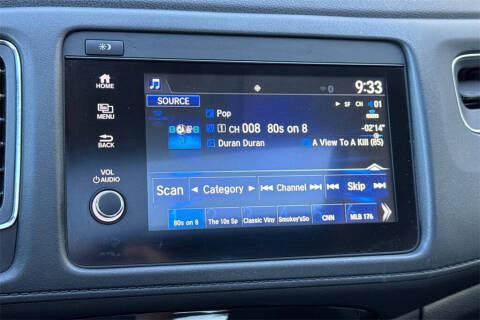 9:33
HOME
SOURCE
SF CH 01
MENU
Pop
1 CH 008 80s on 8
-02'14"
BACK
Duran Duran
A View To A Kill (85)
VOL
AUDIO
Scan
Category
Channel
Skip
80s on 8
The 10s Sp
Classic Viny
Smokey'sSo
CNN
MLB 176